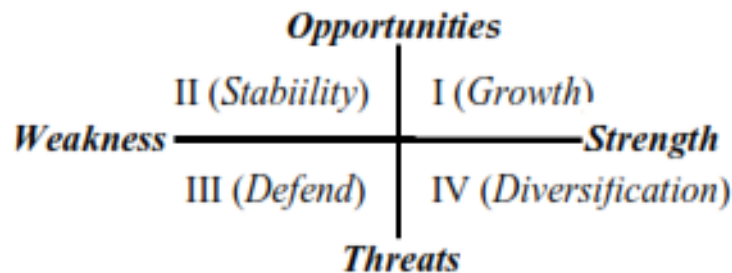 Opportunities
II (Stabiility) I (Growth)
Weakness Strength
III (Defend) IV (Diversification)
Threats